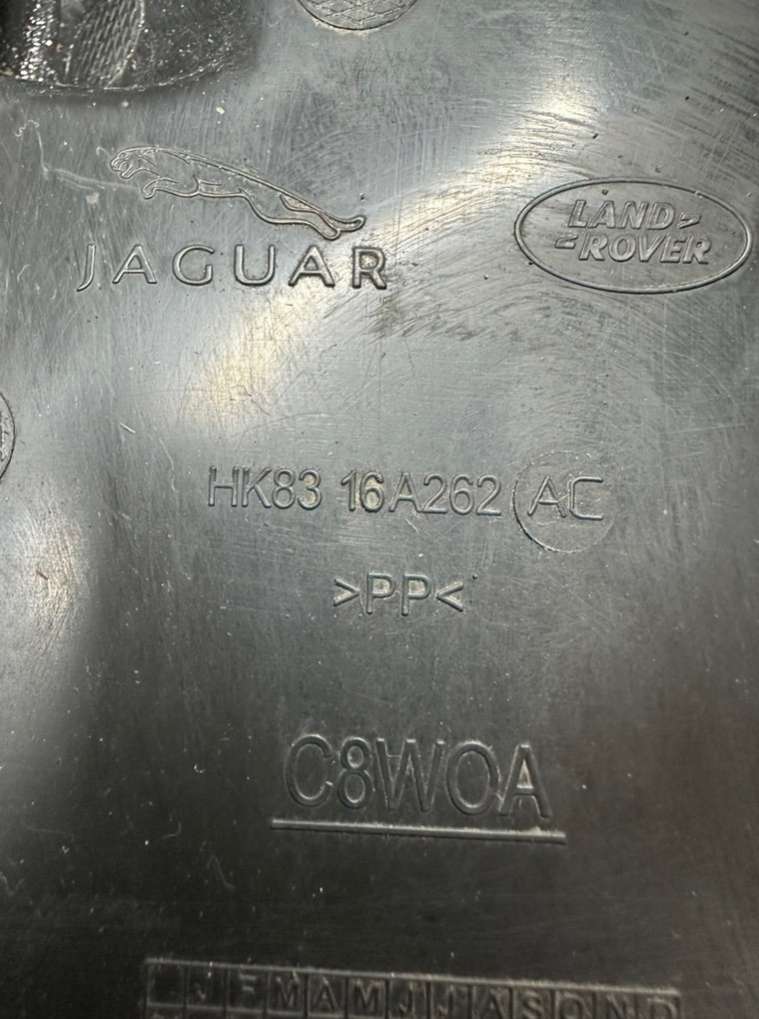 JAGUAR
LAND
ROVER
HK83 16A262 AC
>PP<
C8WOA
J F M A M J J A S O N D